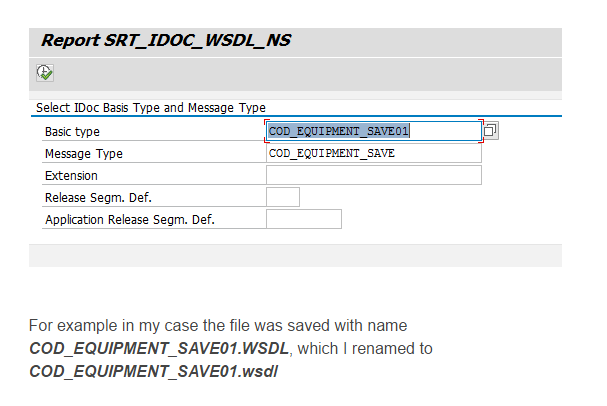 Report SRT_IDOC_WSDL_NS
Select IDoc Basis Type and Message Type
Basic type COD_EQUIPMENT_SAVE01
Message Type COD_EQUIPMENT_SAVE
Extension
Release Segm. Def.
Application Release Segm. Def.
For example in my case the file was saved with name
COD_EQUIPMENT_SAVE01.WSDL, which I renamed to
COD_EQUIPMENT_SAVE01.wsdl